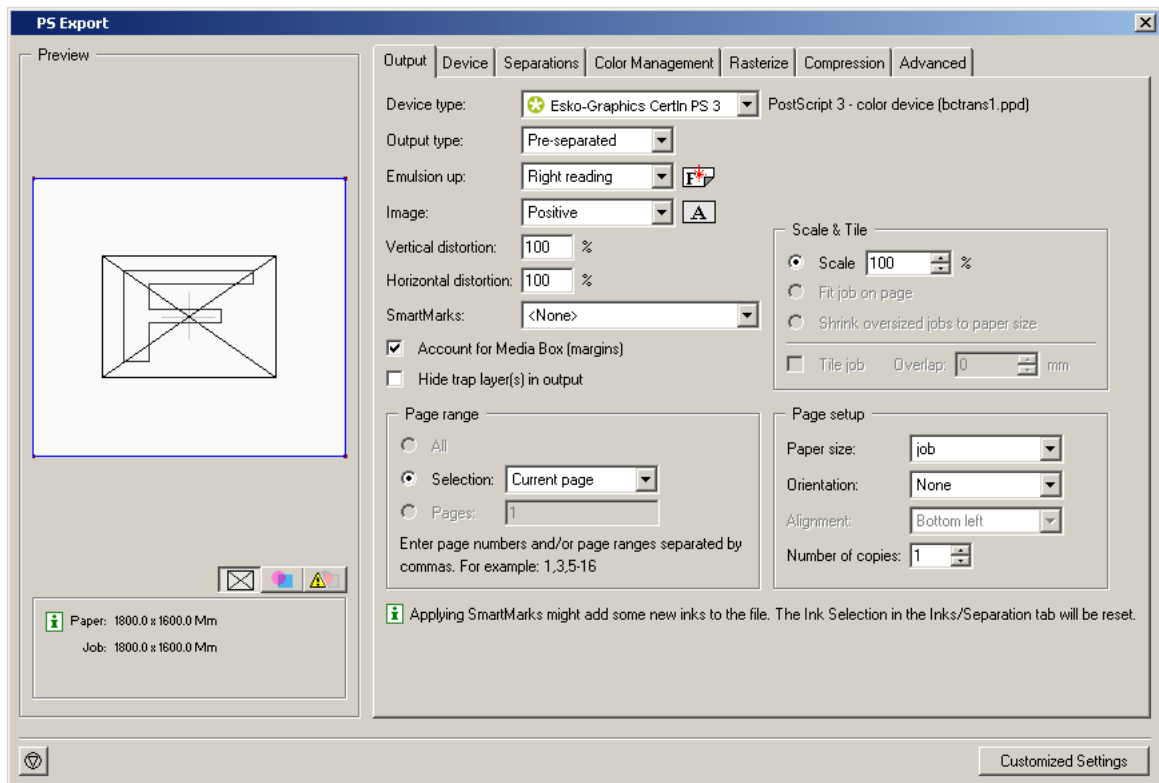 PS Export
Preview
Paper: 1800.0 x 1600.0 Mm
Job: 1800.0 x 1600.0 Mm
Output Device Separations Color Management Rasterize Compression Advanced
Device type: Esko-Graphics CertIn PS 3 PostScript 3 - color device (bctrans1.ppd)
Output type: Pre-separated
Emulsion up: Right reading F
Image: Positive A
Vertical distortion: 100 %
Horizontal distortion: 100 %
SmartMarks: <None>
Account for Media Box (margins)
Hide trap layer(s) in output
Scale & Tile
Scale 100 %
Fit job on page
Shrink oversized jobs to paper size
Tile job Overlap: 0 mm
Page range
All
Selection: Current page
Pages: 1
Enter page numbers and/or page ranges separated by
commas. For example: 1,3,5-16
Page setup
Paper size: job
Orientation: None
Alignment: Bottom left
Number of copies: 1
Applying SmartMarks might add some new inks to the file. The Ink Selection in the Inks/Separation tab will be reset.
Customized Settings